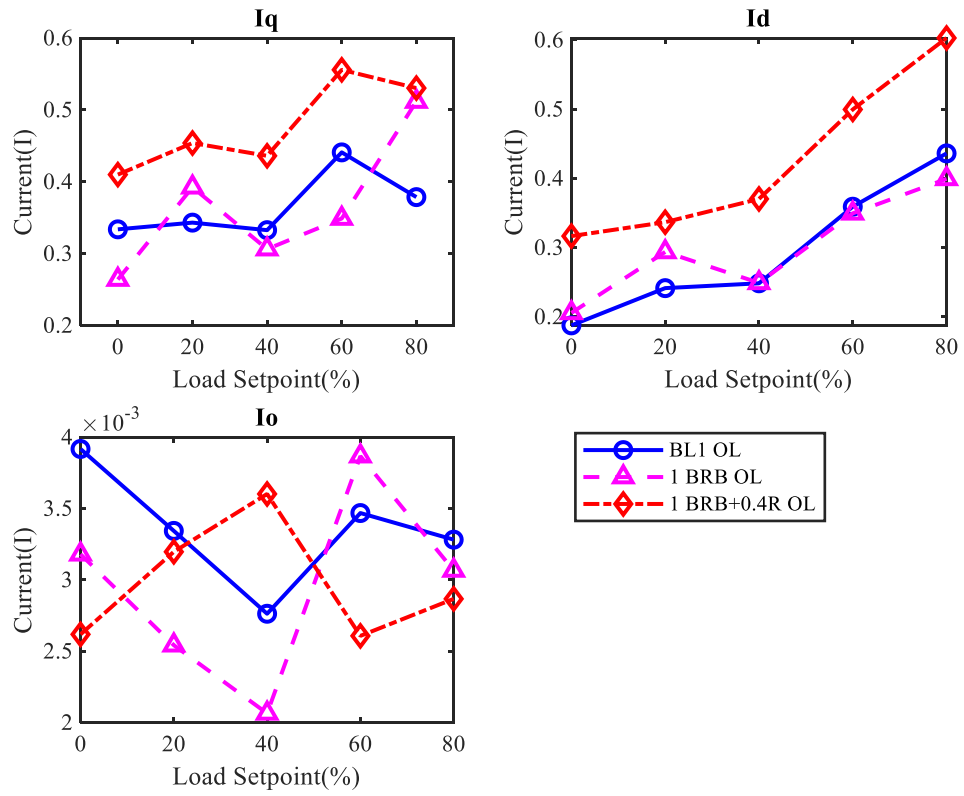 Iq
0.6
0.5
0.4
0.3
0.2
Current(I)
0 20 40 60 80
Load Setpoint(%)
Id
0.6
0.5
0.4
0.3
0.2
Current(I)
0 20 40 60 80
Load Setpoint(%)
Io
×10⁻³
4
3.5
3
2.5
2
Current(I)
0 20 40 60 80
Load Setpoint(%)
BL1 OL
1 BRB OL
1 BRB+0.4R OL